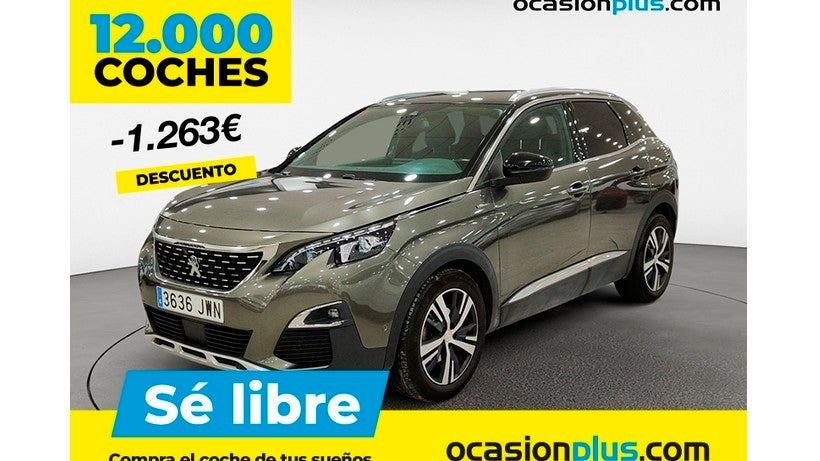 ocasionplus.com
12.000
COCHES
-1.263€
DESCUENTO
3636 JWN
Sé libre
Compra el coche de tus sueños
ocasionplus.com